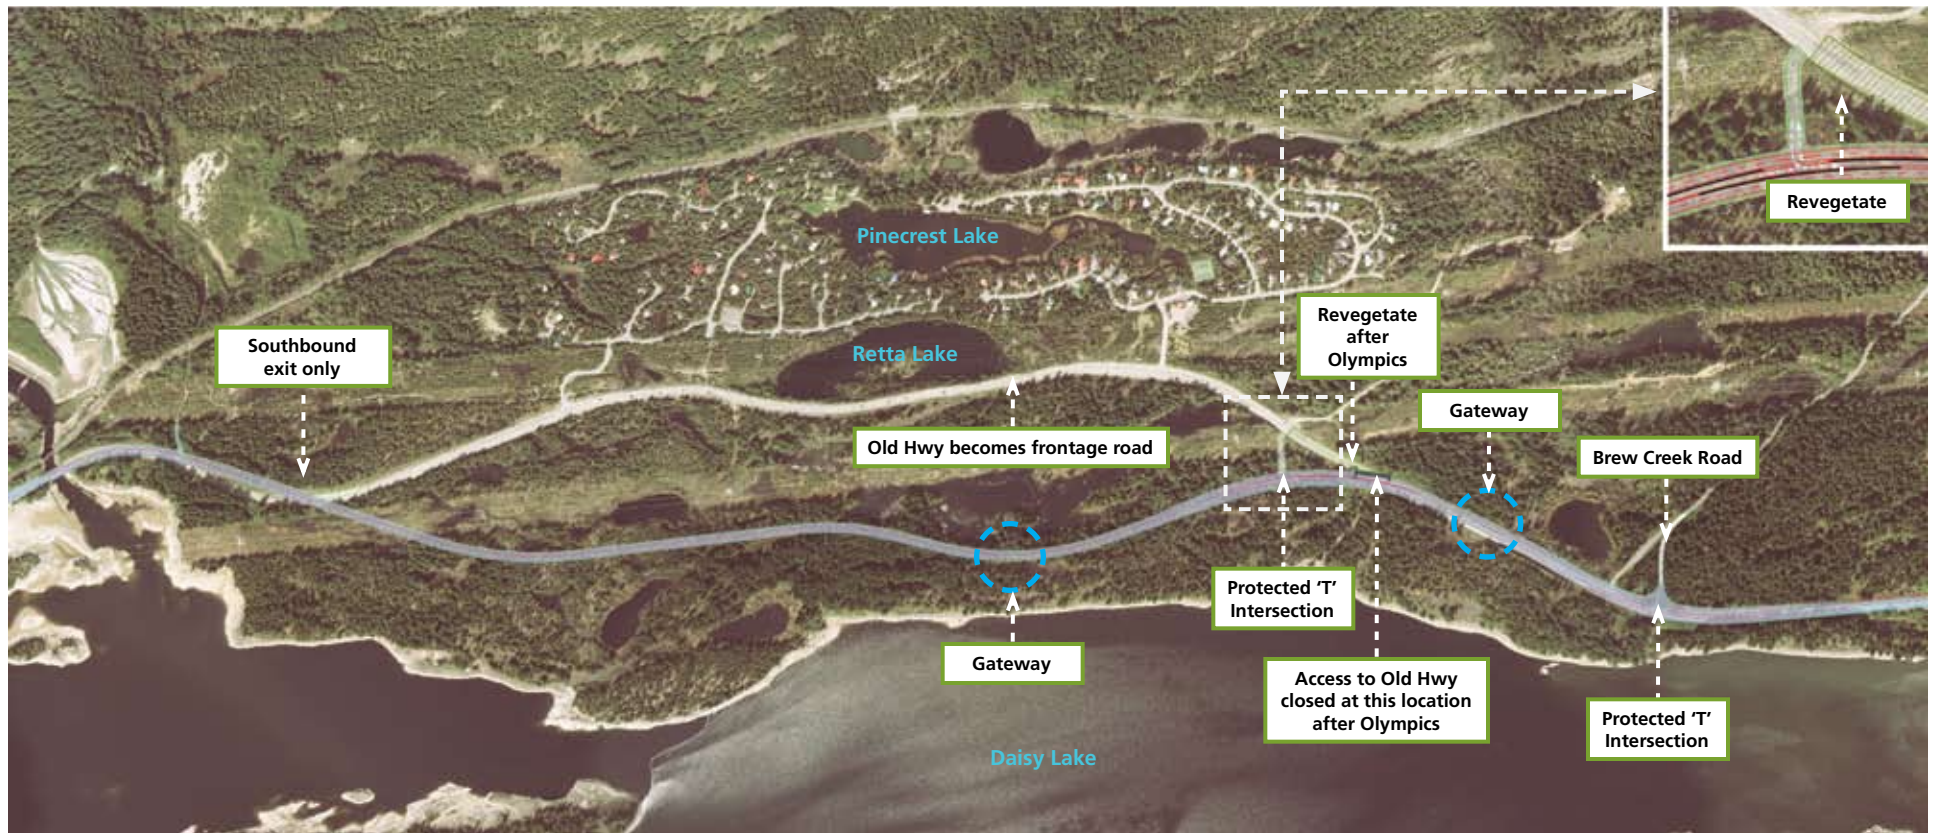 Revegetate
Pinecrest Lake
Revegetate
after
Olympics
Southbound
exit only
Retta Lake
Gateway
Old Hwy becomes frontage road
Brew Creek Road
Protected ‘T’
Intersection
Gateway
Access to Old Hwy
closed at this location
after Olympics
Protected ‘T’
Intersection
Daisy Lake